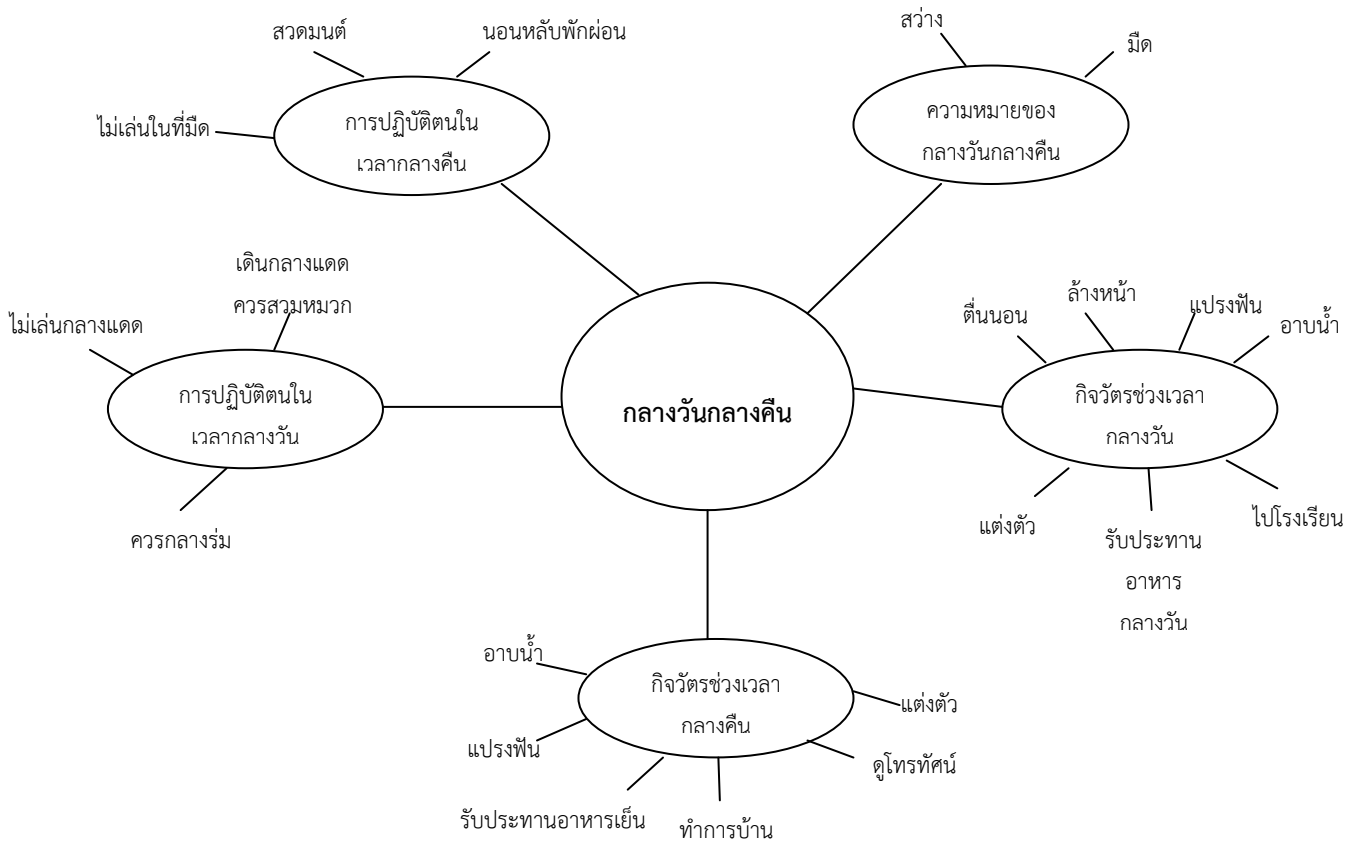 สวดมนต์
นอนหลับพักผ่อน
ไม่เล่นในที่มืด
การปฏิบัติตนใน
เวลากลางคืน
สว่าง
มืด
ความหมายของ
กลางวันกลางคืน
เดินกลางแดด
ควรสวมหมวก
ไม่เล่นกลางแดด
การปฏิบัติตนใน
เวลากลางวัน
ควรกลางร่ม
กลางวันกลางคืน
ตื่นนอน
ล้างหน้า
แปรงฟัน
อาบน้ำ
กิจวัตรช่วงเวลา
กลางวัน
แต่งตัว
รับประทาน
อาหาร
กลางวัน
ไปโรงเรียน
อาบน้ำ
กิจวัตรช่วงเวลา
กลางคืน
แต่งตัว
แปรงฟัน
ดูโทรทัศน์
รับประทานอาหารเย็น
ทำการบ้าน